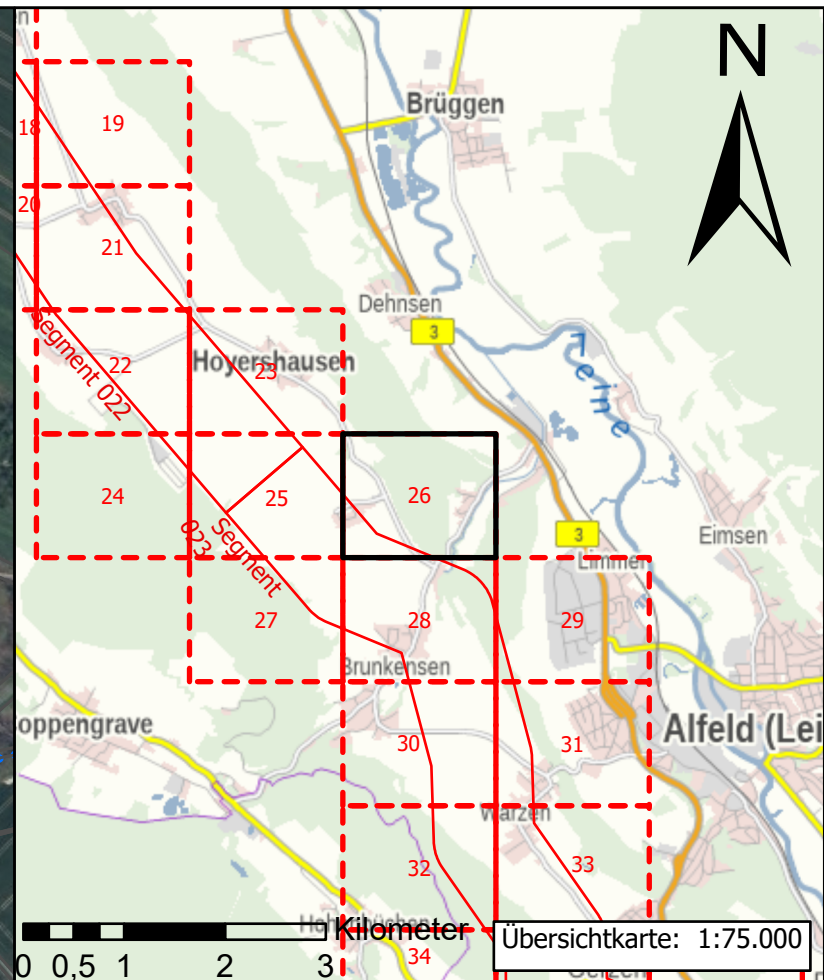 en
N
Brüggen
18
19
20
21
Dehnsen
3
Leine
Segment 022
22
Hoyershausen
23
24
25
26
3
Eimsen
Limmer
Segment
023
27
28
29
Brunkensen
oppengrave
30
31
Alfeld (Lei
Warzen
32
33
Kilometer
0 0,5 1 2 3
Übersichtkarte: 1:75.000
34